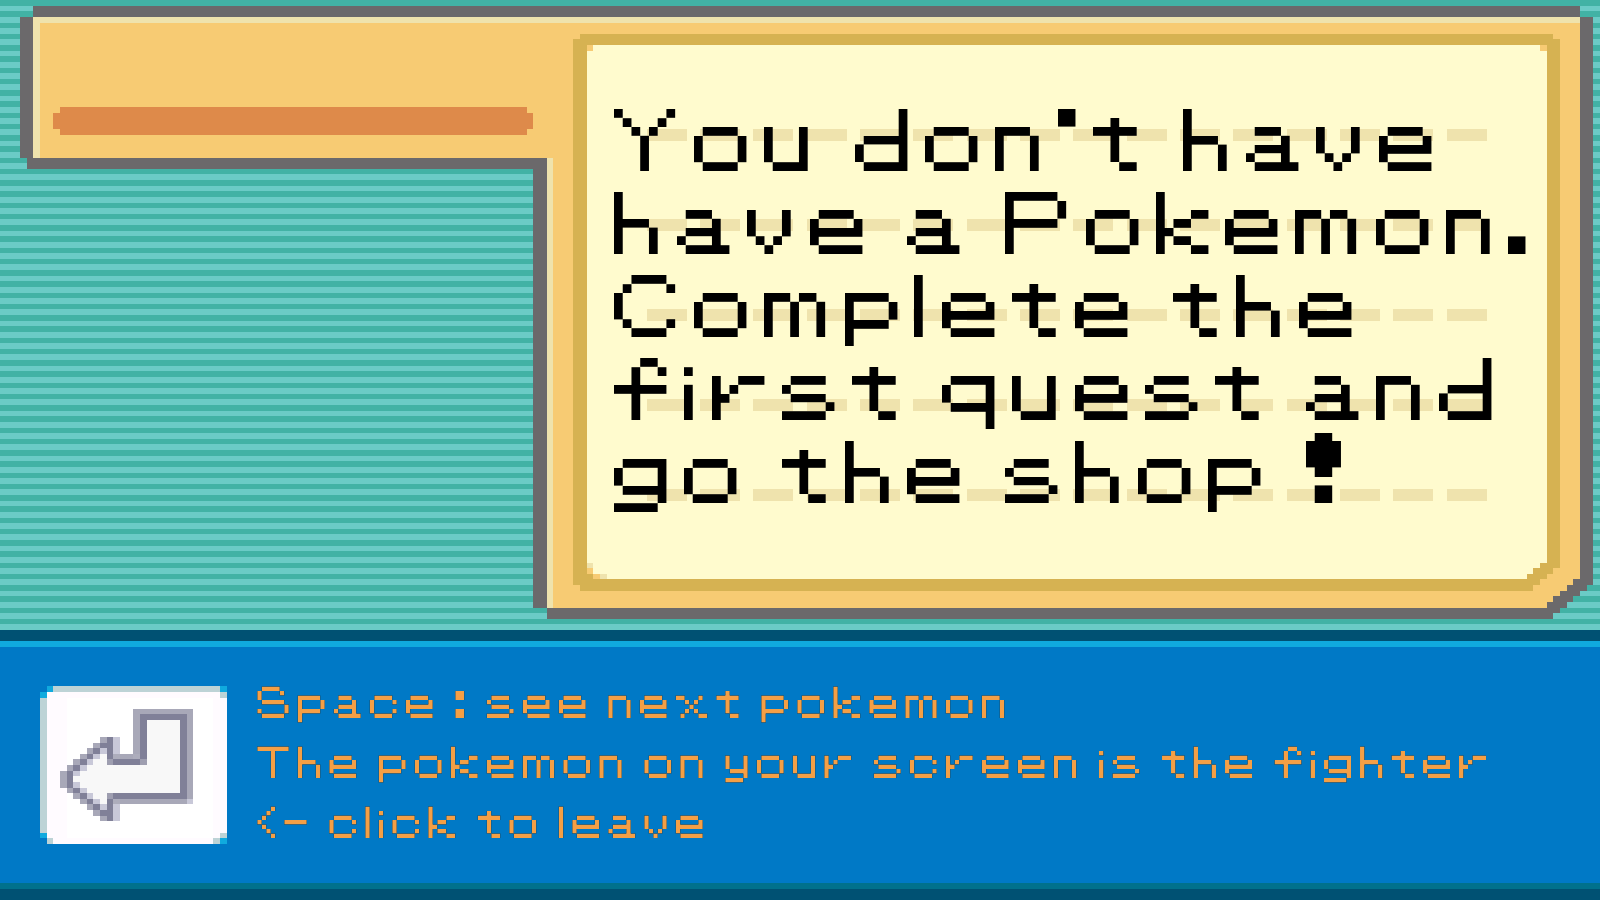 You don't have
have a Pokemon.
Complete the
first quest and
go the shop !
Space : see next pokemon
The pokemon on your screen is the fighter
<- click to leave